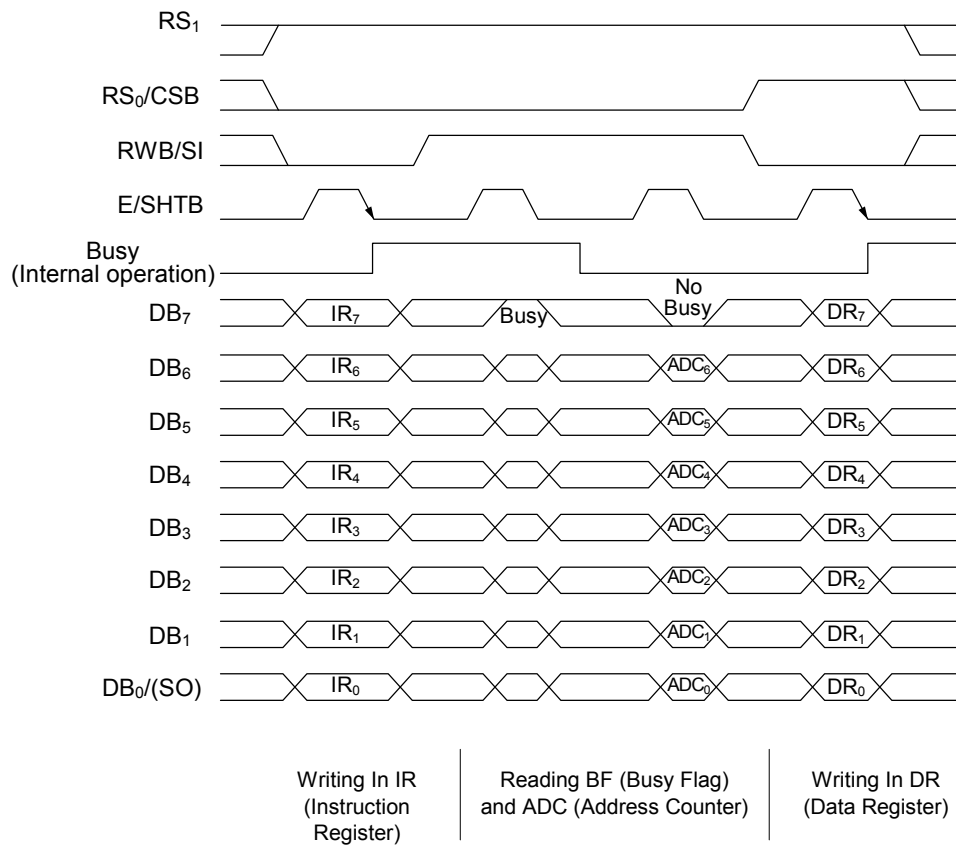 RS₁
RS₀/CSB
RWB/SI
E/SHTB
Busy
(Internal operation)
No
DB₇ IR₇ Busy Busy DR₇
DB₆ IR₆ ADC₆ DR₆
DB₅ IR₅ ADC₅ DR₅
DB₄ IR₄ ADC₄ DR₄
DB₃ IR₃ ADC₃ DR₃
DB₂ IR₂ ADC₂ DR₂
DB₁ IR₁ ADC₁ DR₁
DB₀/(SO) IR₀ ADC₀ DR₀
Writing In IR
(Instruction
Register)
Reading BF (Busy Flag)
and ADC (Address Counter)
Writing In DR
(Data Register)